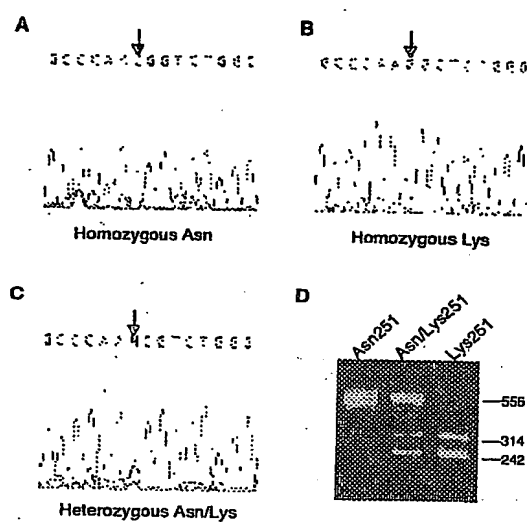 A
B
Homozygous Asn
Homozygous Lys
C
D
Asn251
Asn/Lys251
Lys251
556
314
242
Heterozygous Asn/Lys